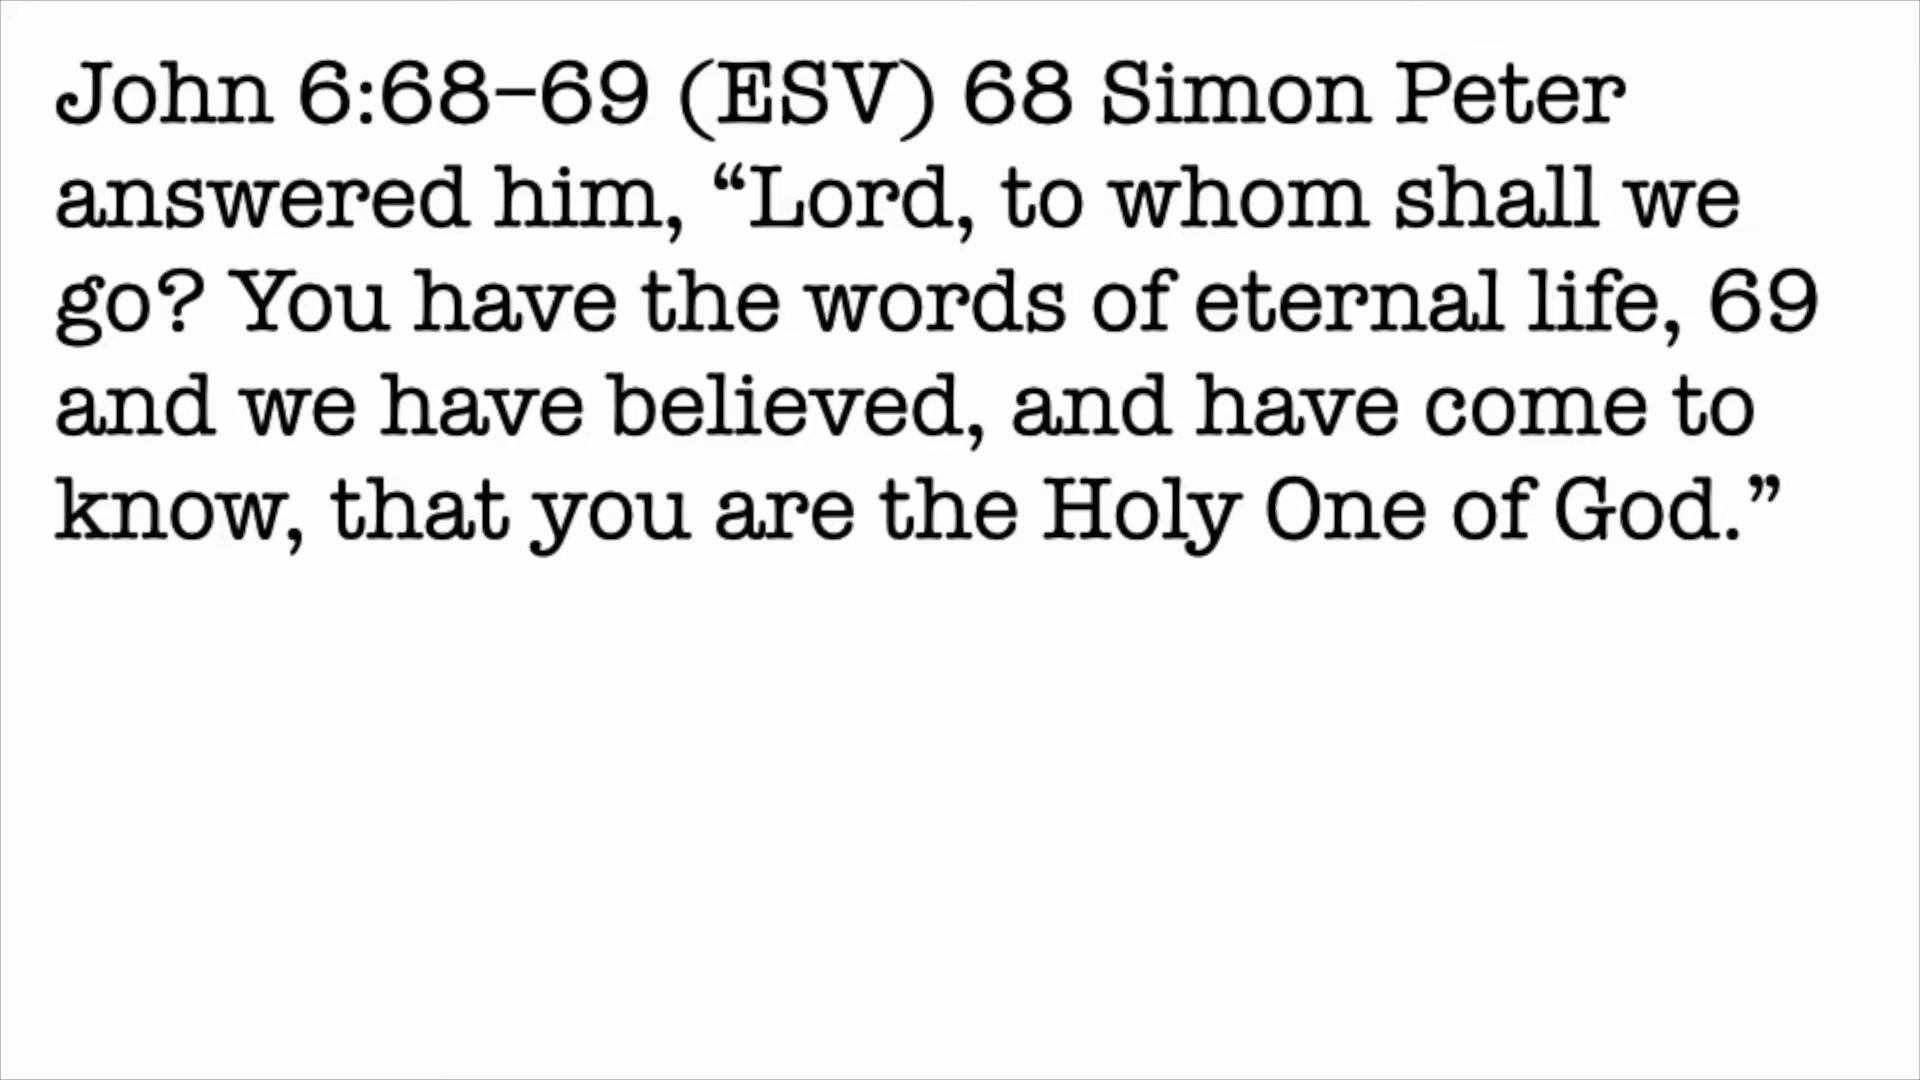 John 6:68–69 (ESV) 68 Simon Peter
answered him, “Lord, to whom shall we
go? You have the words of eternal life, 69
and we have believed, and have come to
know, that you are the Holy One of God.”